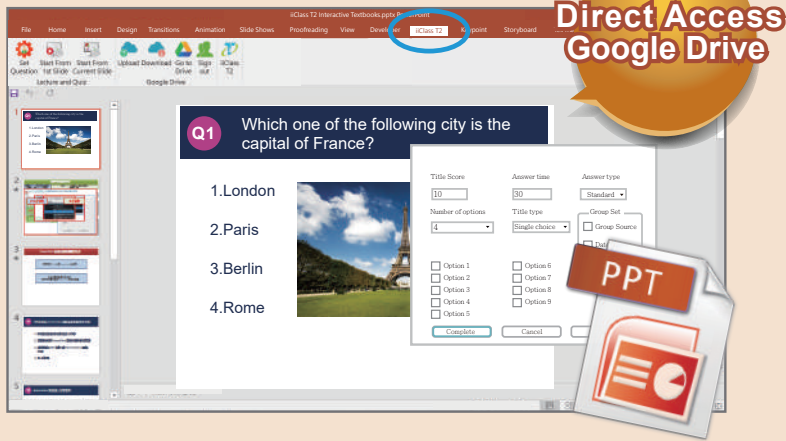 Direct Access
Google Drive
iiClass T2 Interactive Textbooks.pptx PowerPoint
File Home Insert Design Transitions Animation Slide Shows Proofreading View Developer iiClass T2
Storyboard
Set Question
Start From 1st Slide
Start From Current Slide
Upload
Download
Go to Drive
Sign out
iiClass T2
Lecture and Quiz
Google Drive
1
2
3
4
5
Q1
Which one of the following city is the
capital of France?
1.London
2.Paris
3.Berlin
4.Rome
Title Score Answer time Answer type
10 30 Standard
Number of options Title type Group Set
4 Single choice Group Source
Option 1 Option 6
Option 2 Option 7
Option 3 Option 8
Option 4 Option 9
Option 5
Complete Cancel
PPT